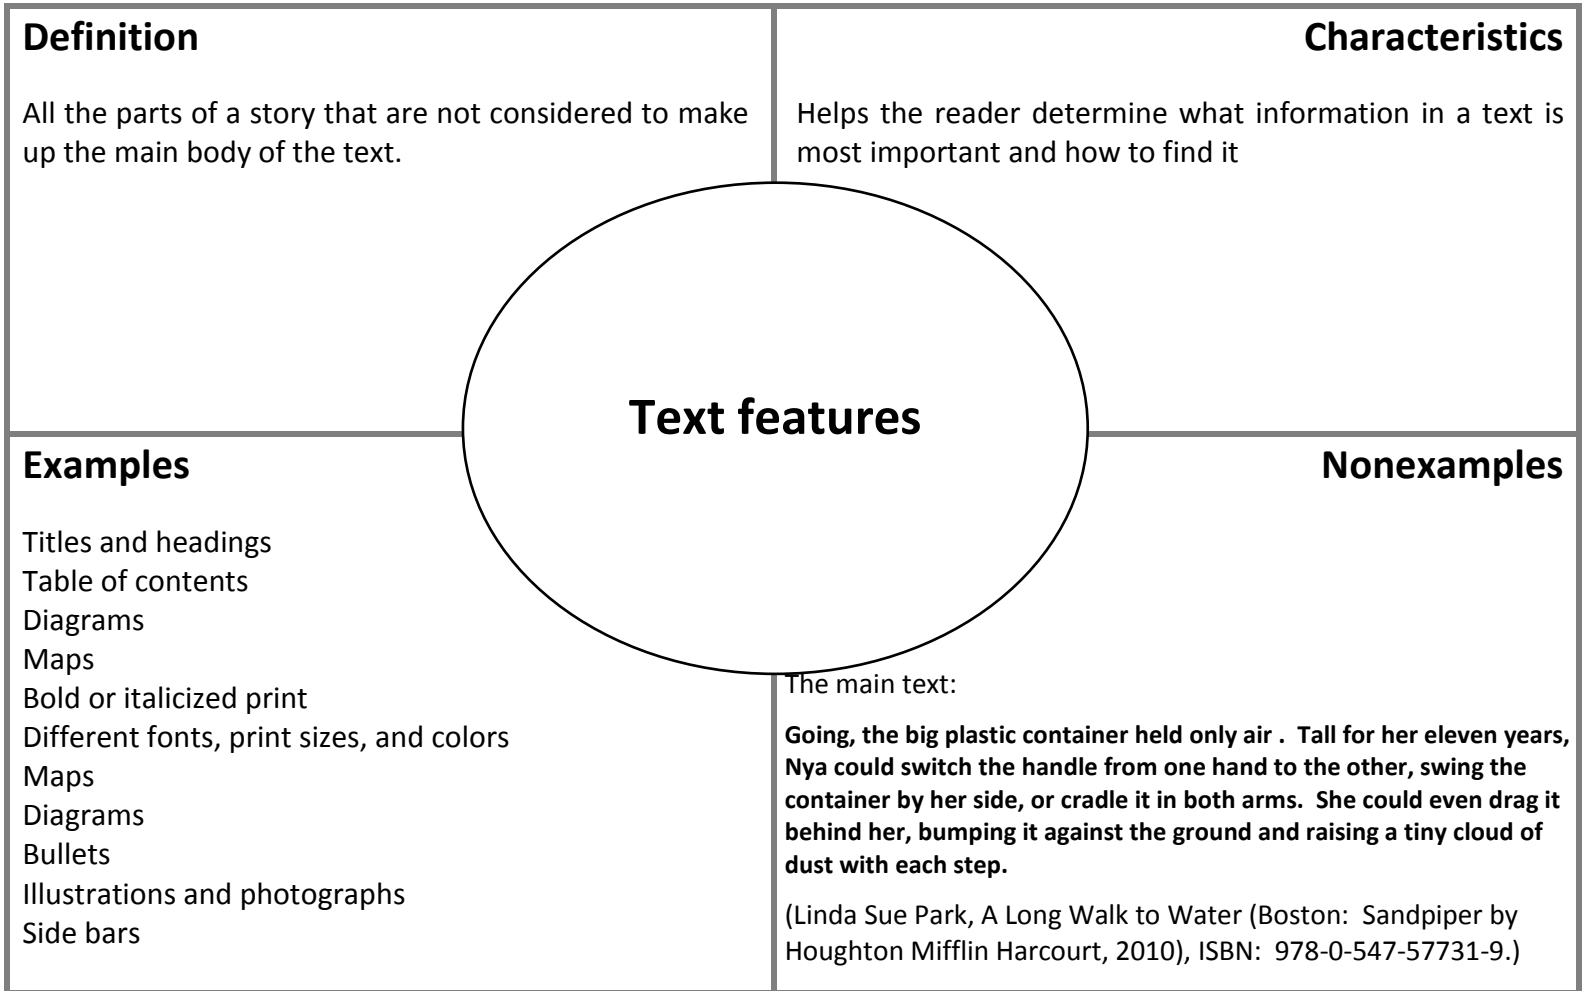 Definition
All the parts of a story that are not considered to make
up the main body of the text.
Characteristics
Helps the reader determine what information in a text is
most important and how to find it
Text features
Examples
Titles and headings
Table of contents
Diagrams
Maps
Bold or italicized print
Different fonts, print sizes, and colors
Maps
Diagrams
Bullets
Illustrations and photographs
Side bars
Nonexamples
The main text:
Going, the big plastic container held only air .  Tall for her eleven years,
Nya could switch the handle from one hand to the other, swing the
container by her side, or cradle it in both arms.  She could even drag it
behind her, bumping it against the ground and raising a tiny cloud of
dust with each step.
(Linda Sue Park, A Long Walk to Water (Boston:  Sandpiper by
Houghton Mifflin Harcourt, 2010), ISBN:  978-0-547-57731-9.)